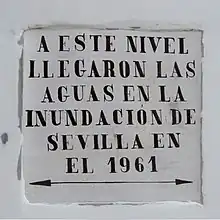 A ESTE NIVEL
LLEGARON LAS
AGUAS EN LA
INUNDACIÓN DE
SEVILLA EN
EL 1961